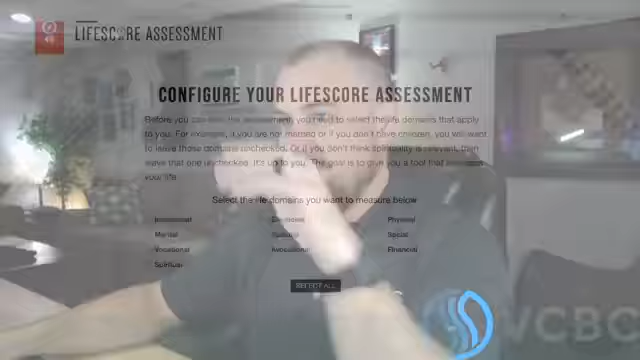 LIFESCORE ASSESSMENT
CONFIGURE YOUR LIFESCORE ASSESSMENT
Before you can take the assessment, you need to select the life domains that apply
to you. For example, if you are not married or if you don't have children, you will want
to leave those domains unchecked. Or if you don't think spirituality is relevant, then
leave that one unchecked. It's up to you. The goal is to give you a tool that
your life.
Select the life domains you want to measure below
Intellectual Emotional Physical
Marital Social
Vocational Avocational Financial
Spiritual
SELECT ALL
VCBC